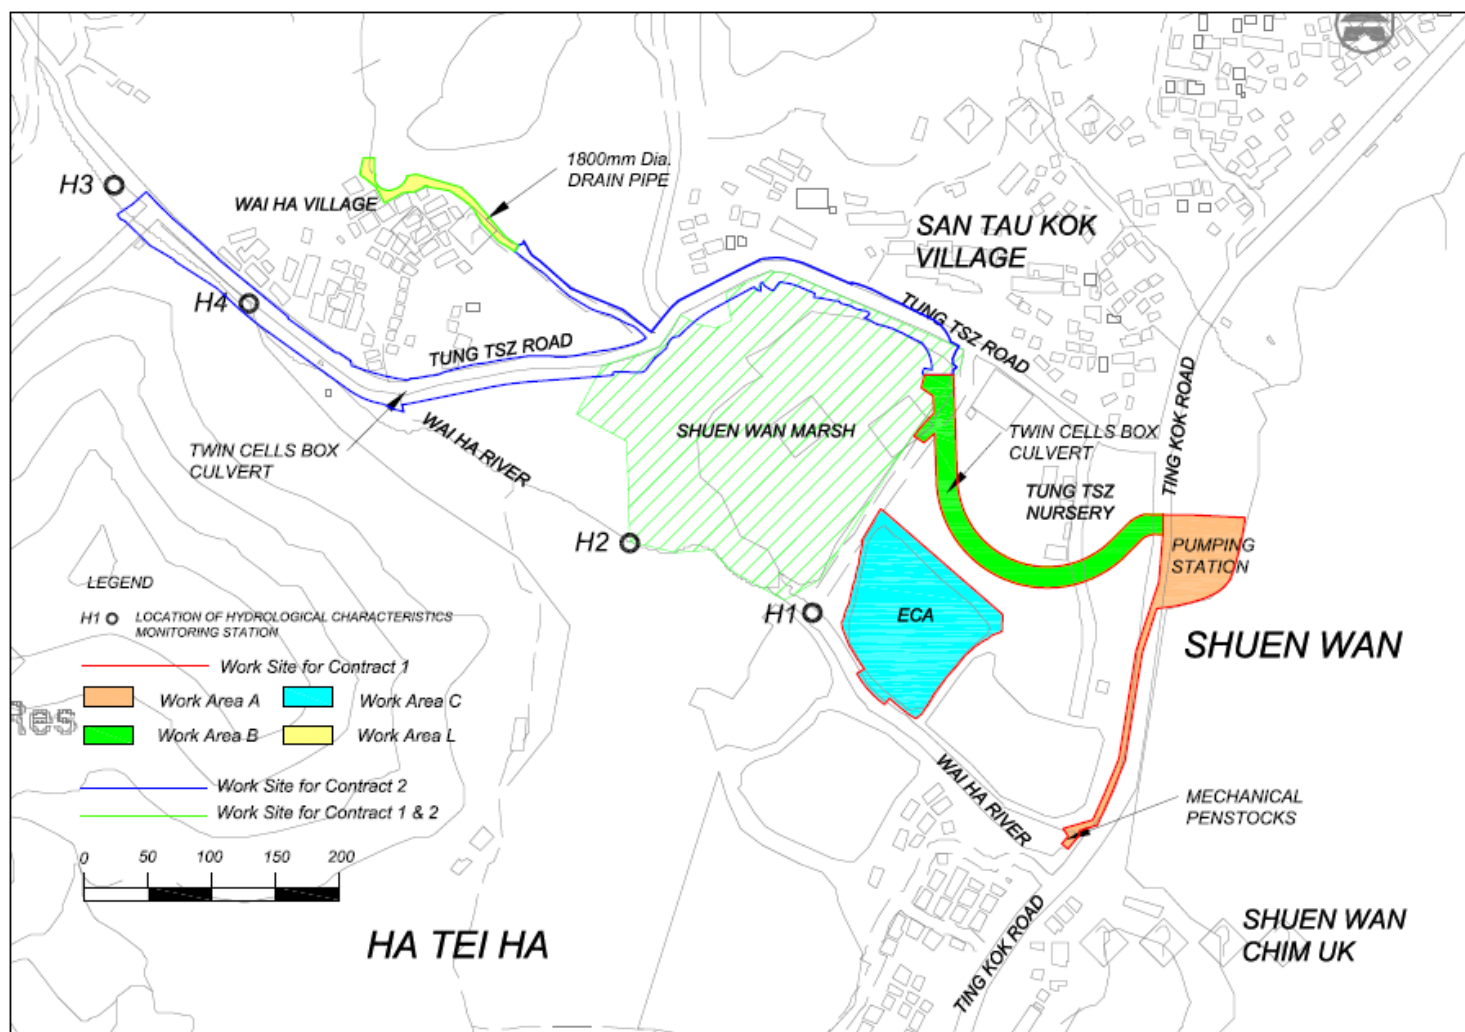 1800mm Dia.
DRAIN PIPE
H3
WAI HA VILLAGE
SAN TAU KOK
VILLAGE
H4
TUNG TSZ ROAD
TUNG TSZ ROAD
TING KOK ROAD
WAI HA RIVER
SHUEN WAN MARSH
TWIN CELLS BOX
CULVERT
TWIN CELLS BOX
CULVERT
TUNG TSZ
NURSERY
H2
PUMPING
STATION
H1
ECA
SHUEN WAN
LEGEND
H1 LOCATION OF HYDROLOGICAL CHARACTERISTICS
MONITORING STATION
Work Site for Contract 1
Work Area A
Work Area C
Work Area B
Work Area L
Work Site for Contract 2
Work Site for Contract 1 & 2
0 50 100 150 200
WAI HA RIVER
MECHANICAL
PENSTOCKS
TING KOK ROAD
HA TEI HA
SHUEN WAN
CHIM UK
Res
? ? ?
? ? ?